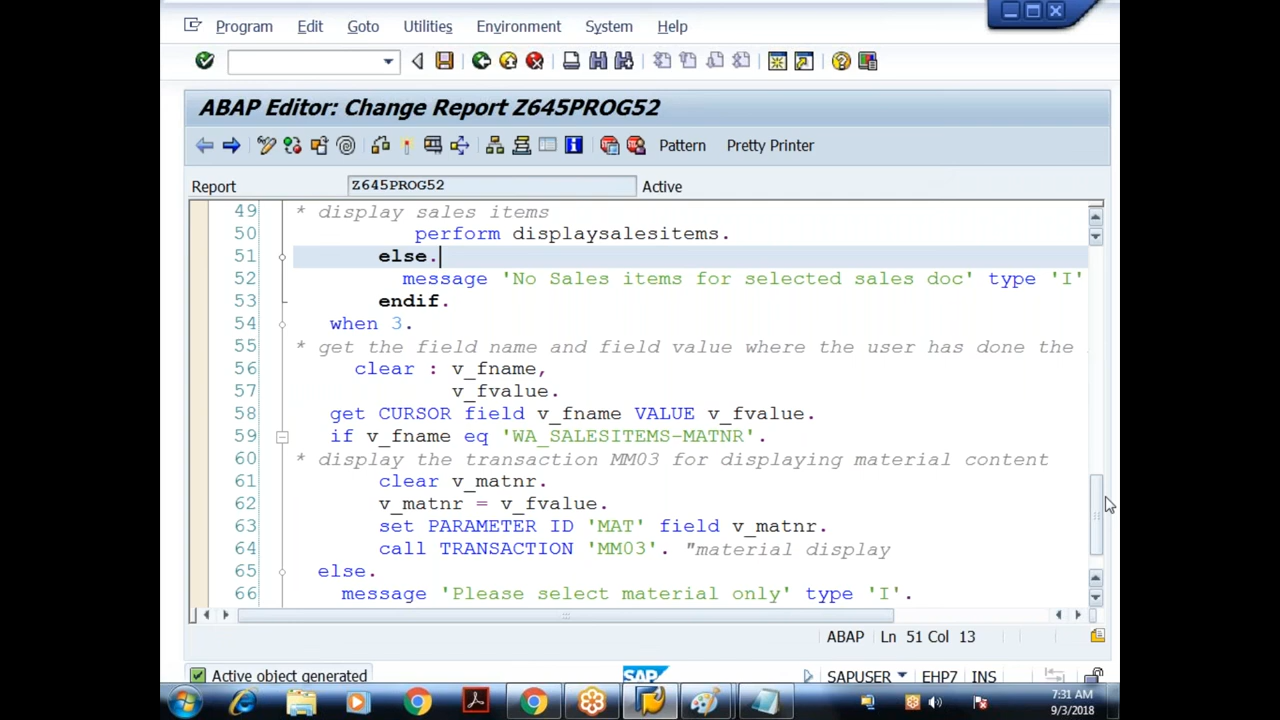 Program Edit Goto Utilities Environment System Help
ABAP Editor: Change Report Z645PROG52
Pattern Pretty Printer
Report Z645PROG52 Active
49 * display sales items
50 perform displaysalesitems.
51 else.
52 message 'No Sales items for selected sales doc' type 'I'
53 endif.
54 when 3.
55 * get the field name and field value where the user has done the
56 clear : v_fname,
57 v_fvalue.
58 get CURSOR field v_fname VALUE v_fvalue.
59 if v_fname eq 'WA_SALESITEMS-MATNR'.
60 * display the transaction MM03 for displaying material content
61 clear v_matnr.
62 v_matnr = v_fvalue.
63 set PARAMETER ID 'MAT' field v_matnr.
64 call TRANSACTION 'MM03'. "material display
65 else.
66 message 'Please select material only' type 'I'.
ABAP Ln 51 Col 13
Active object generated SAP SAPUSER EHP7 INS
7:31 AM
9/3/2018